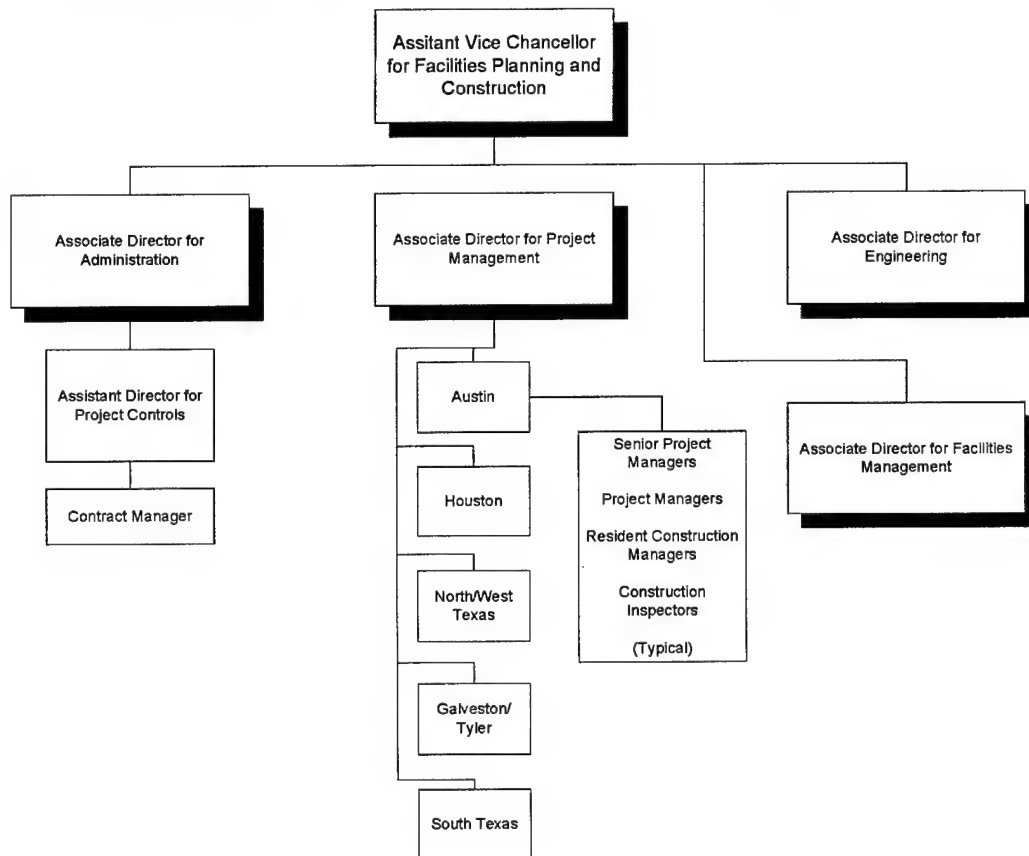 Assitant Vice Chancellor
for Facilities Planning and
Construction
Associate Director for
Administration
Associate Director for Project
Management
Associate Director for
Engineering
Assistant Director for
Project Controls
Austin
Associate Director for Facilities
Management
Senior Project
Managers
Project Managers
Resident Construction
Managers
Construction
Inspectors
(Typical)
Contract Manager
Houston
North/West
Texas
Galveston/
Tyler
South Texas